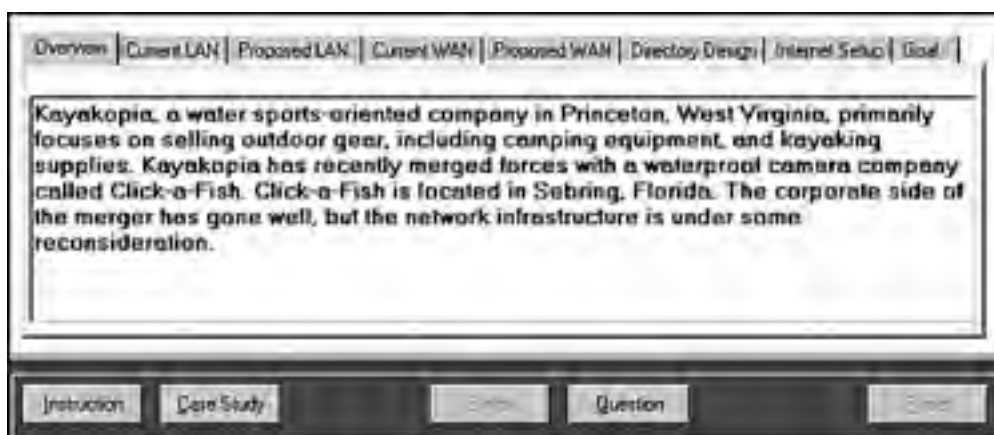 Overview Current LAN Proposed LAN Current WAN Proposed WAN Directory Design Internet Setup Goal
Kayakopia, a water sports-oriented company in Princeton, West Virginia, primarily
focuses on selling outdoor gear, including camping equipment, and kayaking
supplies. Kayakopia has recently merged forces with a waterproof camera company
called Click-a-Fish. Click-a-Fish is located in Sebring, Florida. The corporate side of
the merger has gone well, but the network infrastructure is under some
reconsideration.
Instruction Case Study Question